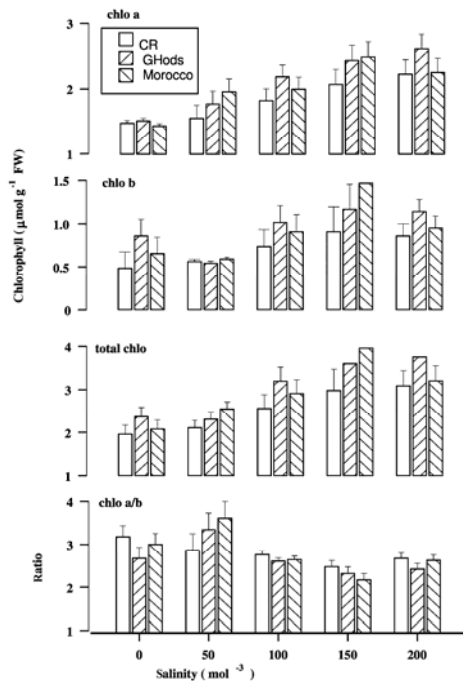 chlo a
CR
GHods
Morocco
3
2
1
chlo b
1.5
1.0
0.5
0
Chlorophyll ( μmol g -1 FW)
total chlo
4
3
2
1
chlo a/b
4
3
2
1
Ratio
0 50 100 150 200
Salinity ( mol -3 )